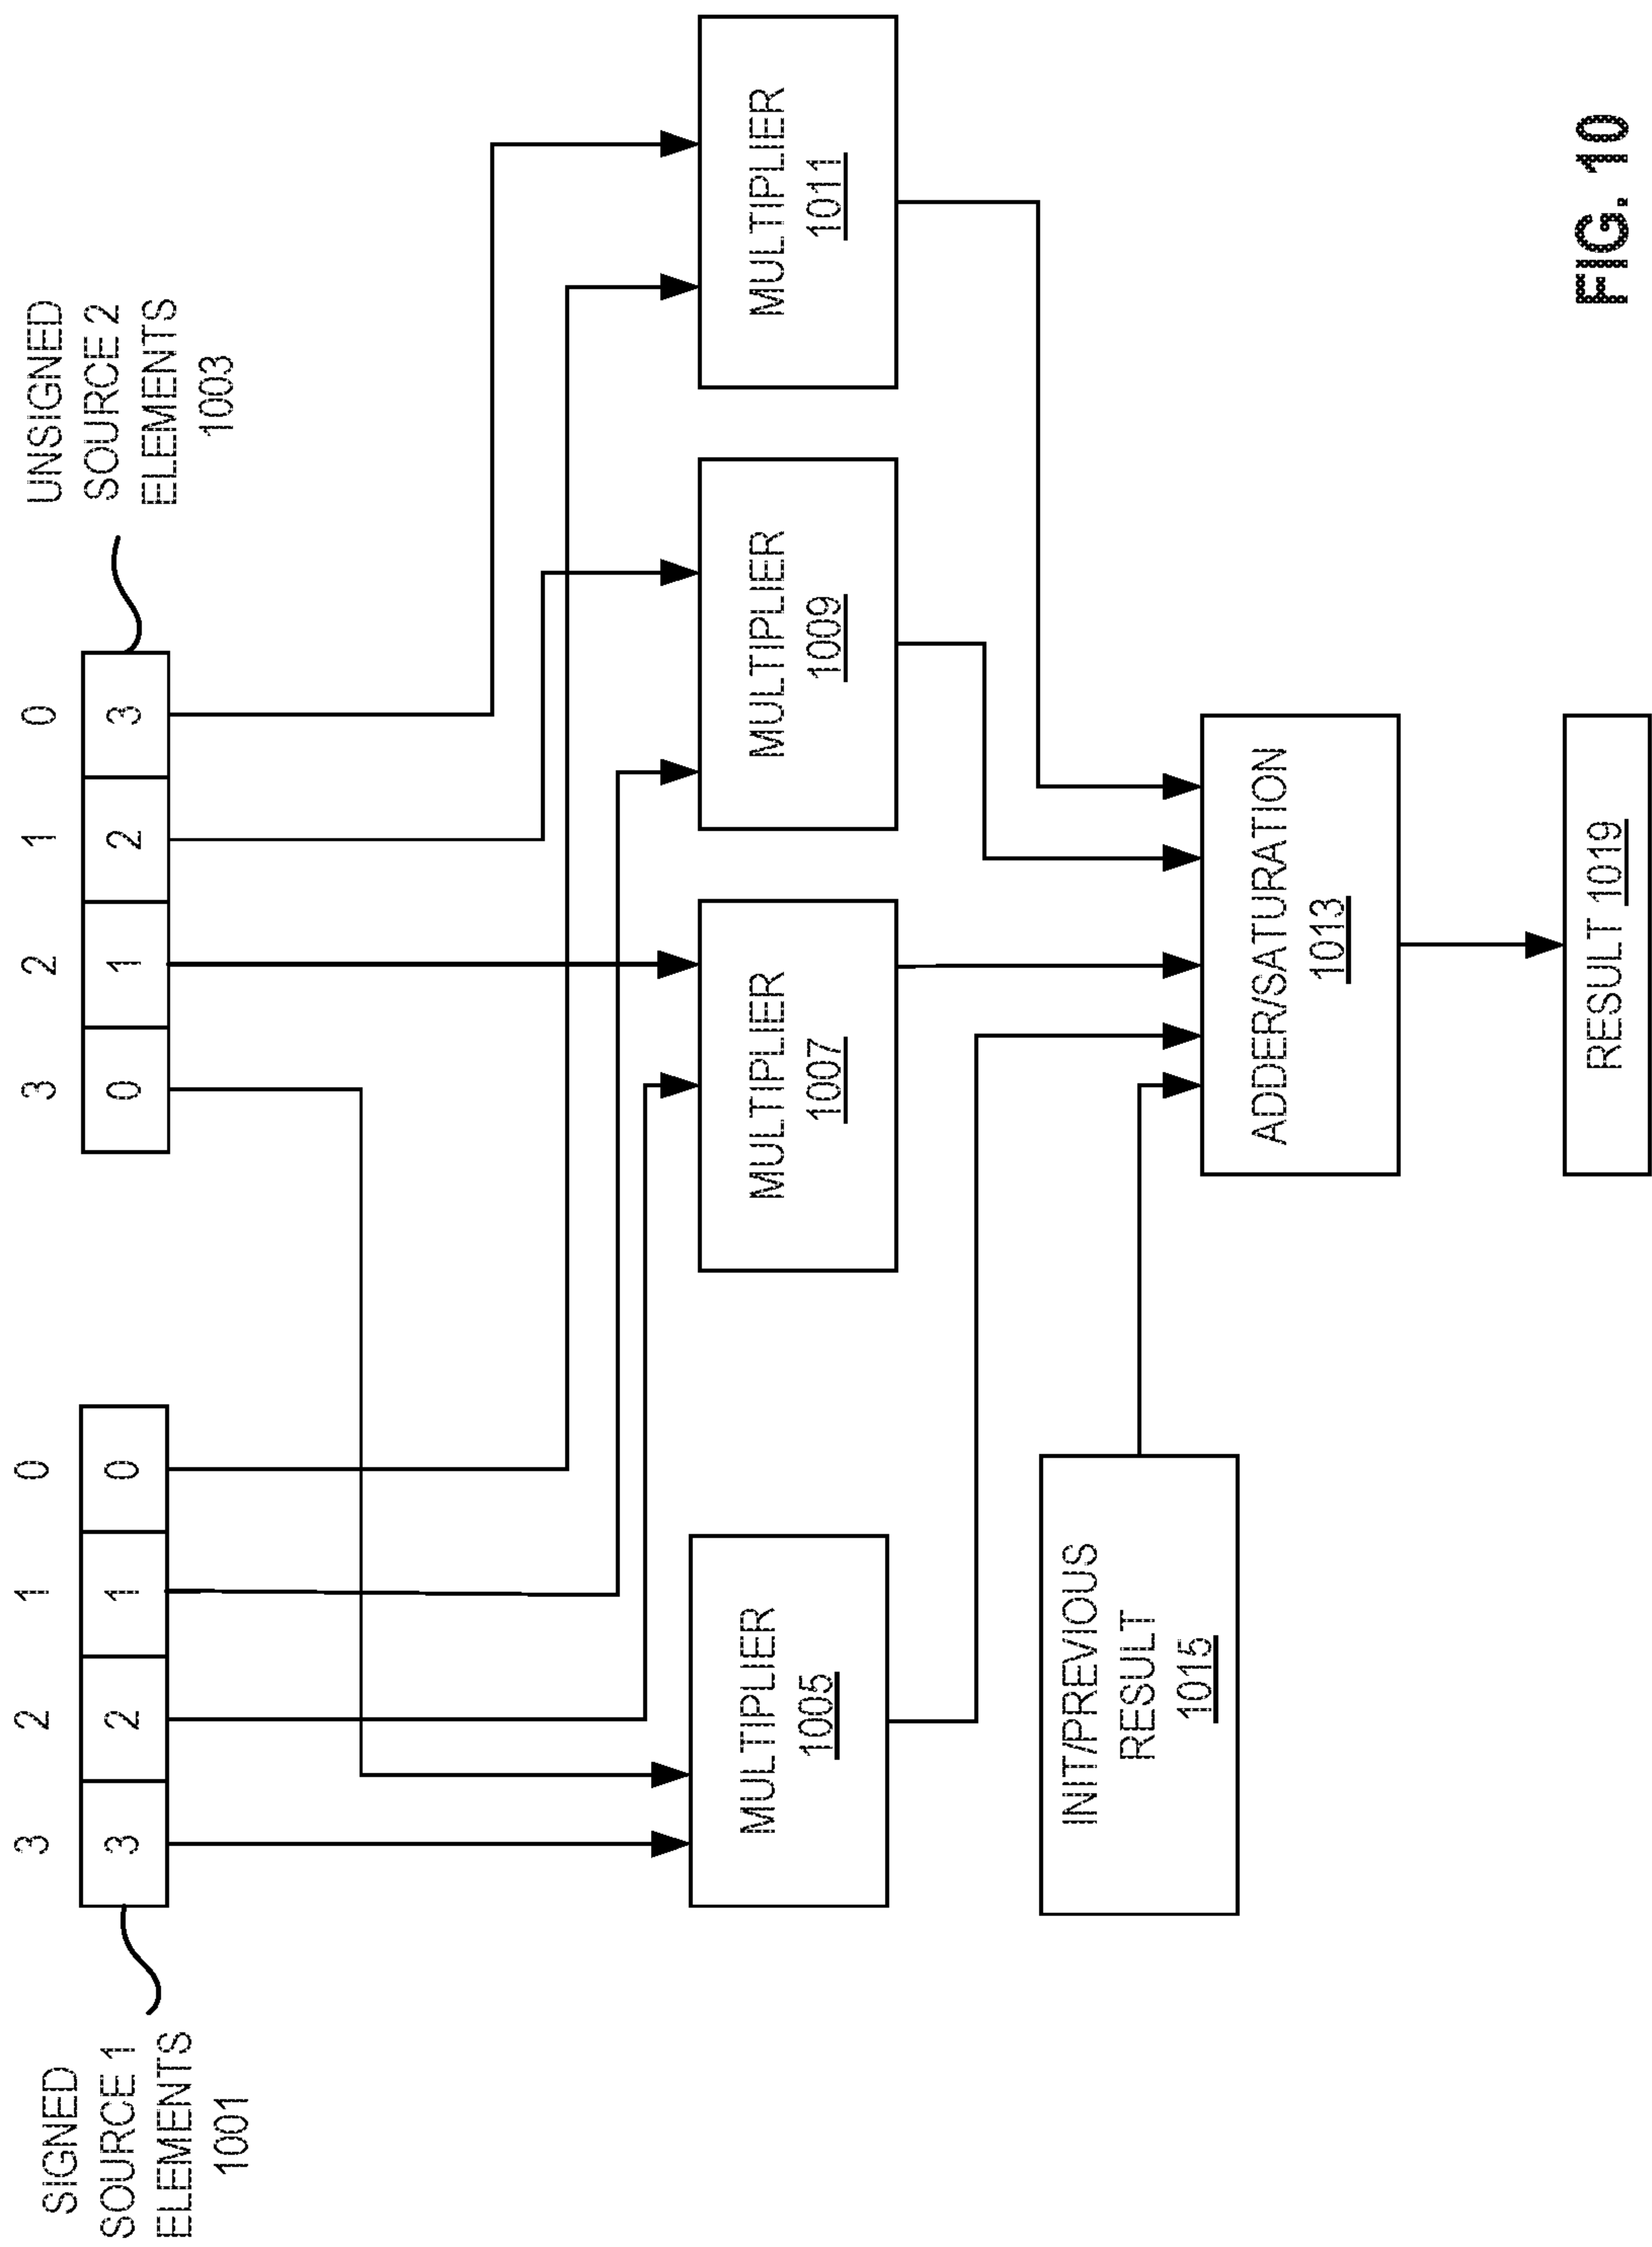 3 2 1 0
3 2 1 0
SIGNED
SOURCE 1
ELEMENTS
1001
3 2 1 0
0 1 2 3
UNSIGNED
SOURCE 2
ELEMENTS
1003
MULTIPLIER
1005
MULTIPLIER
1007
MULTIPLIER
1009
MULTIPLIER
1011
INIT/PREVIOUS
RESULT
1015
ADDER/SATURATION
1013
RESULT 1019
FIG. 10